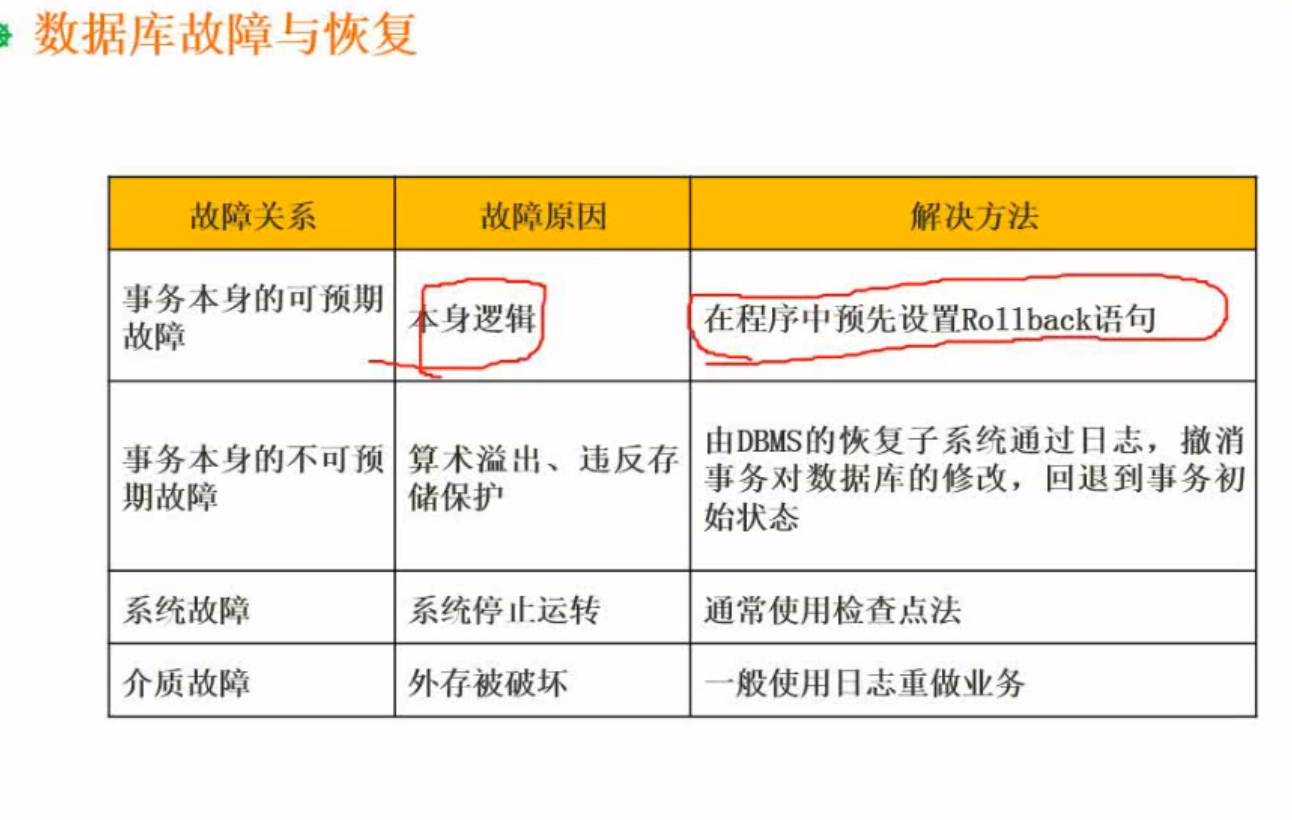 数据库故障与恢复
故障关系
故障原因
解决方法
事务本身的可预期
故障
本身逻辑
在程序中预先设置Rollback语句
事务本身的不可预
期故障
算术溢出、违反存
储保护
由DBMS的恢复子系统通过日志，撤消
事务对数据库的修改，回退到事务初
始状态
系统故障
系统停止运转
通常使用检查点法
介质故障
外存被破坏
一般使用日志重做业务